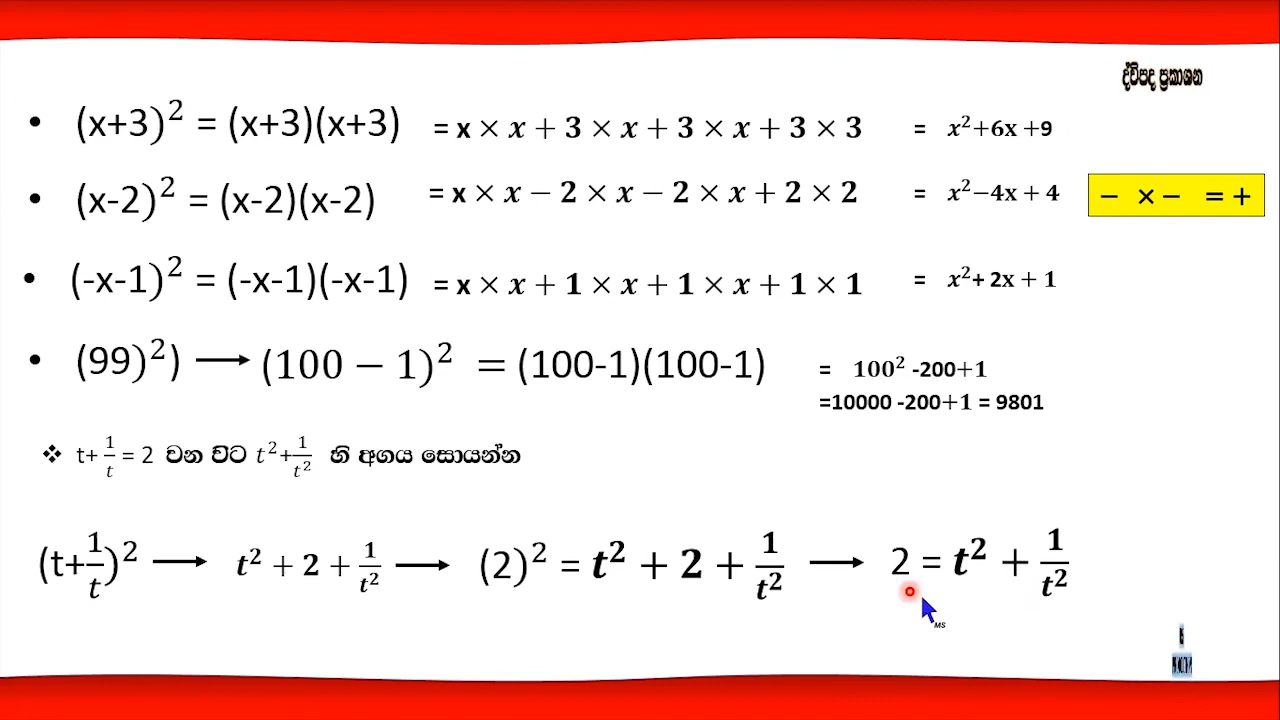 ද්විපද ප්‍රකාශන
• (x+3)² = (x+3)(x+3) = x × x + 3 × x + 3 × x + 3 × 3 = x²+6x +9
• (x-2)² = (x-2)(x-2) = x × x − 2 × x − 2 × x + 2 × 2 = x²−4x + 4 − × − = +
• (-x-1)² = (-x-1)(-x-1) = x × x + 1 × x + 1 × x + 1 × 1 = x²+ 2x + 1
• (99)²) ⟶ (100 − 1)² = (100-1)(100-1) = 100² -200+1
=10000 -200+1 = 9801
❖ t+ 1/t = 2 වන විට t²+1/t² හි අගය සොයන්න
(t+1/t)² ⟶ t² + 2 + 1/t² ⟶ (2)² = t² + 2 + 1/t² ⟶ 2 = t² + 1/t²
MS